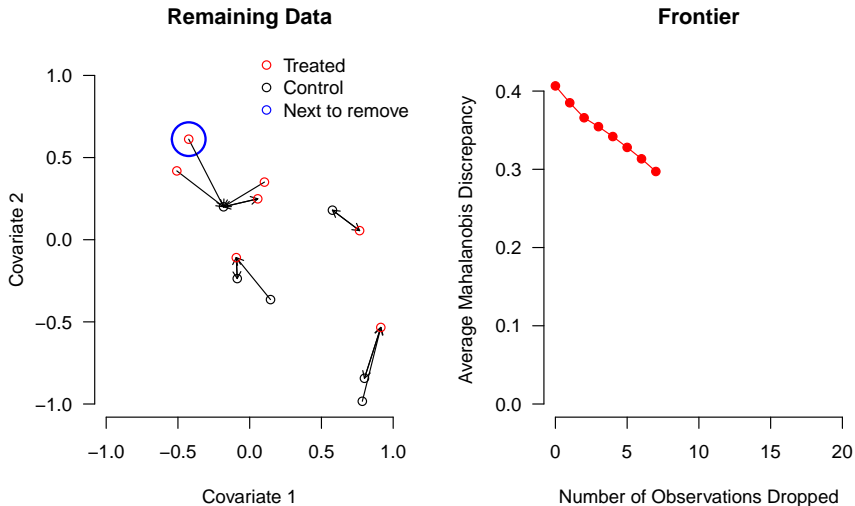 Remaining Data
Treated
Control
Next to remove
1.0
0.5
0.0
−0.5
−1.0
Covariate 2
−1.0 −0.5 0.0 0.5 1.0
Covariate 1
Frontier
0.4
0.3
0.2
0.1
0.0
Average Mahalanobis Discrepancy
0 5 10 15 20
Number of Observations Dropped